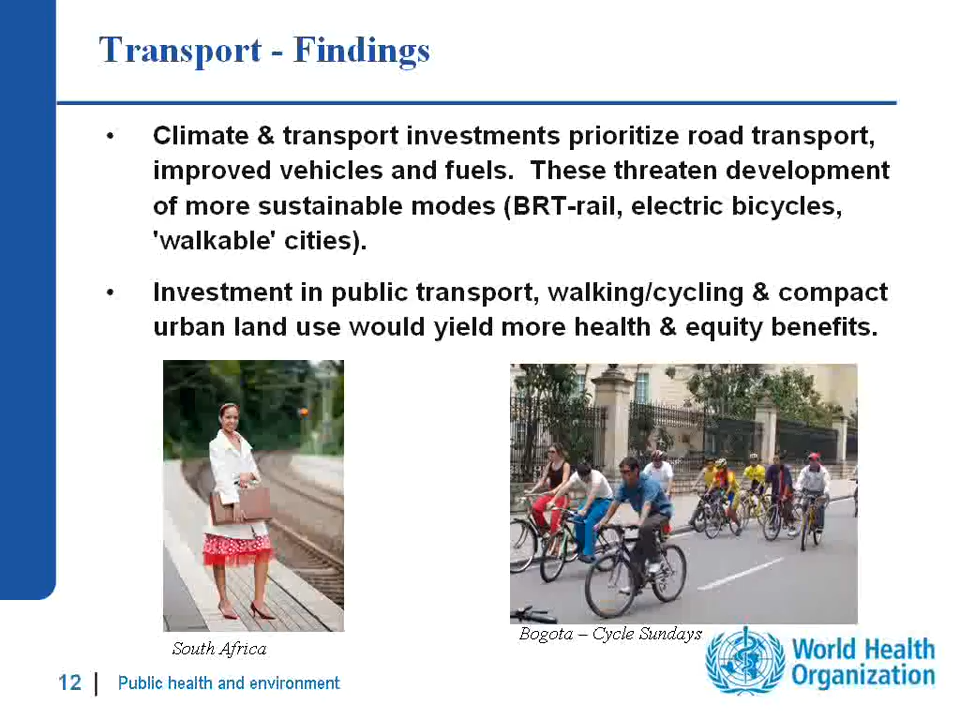 Transport - Findings
• Climate & transport investments prioritize road transport,
improved vehicles and fuels.  These threaten development
of more sustainable modes (BRT-rail, electric bicycles,
'walkable' cities).
• Investment in public transport, walking/cycling & compact
urban land use would yield more health & equity benefits.
South Africa
Bogota – Cycle Sundays
12 | Public health and environment
World Health
Organization